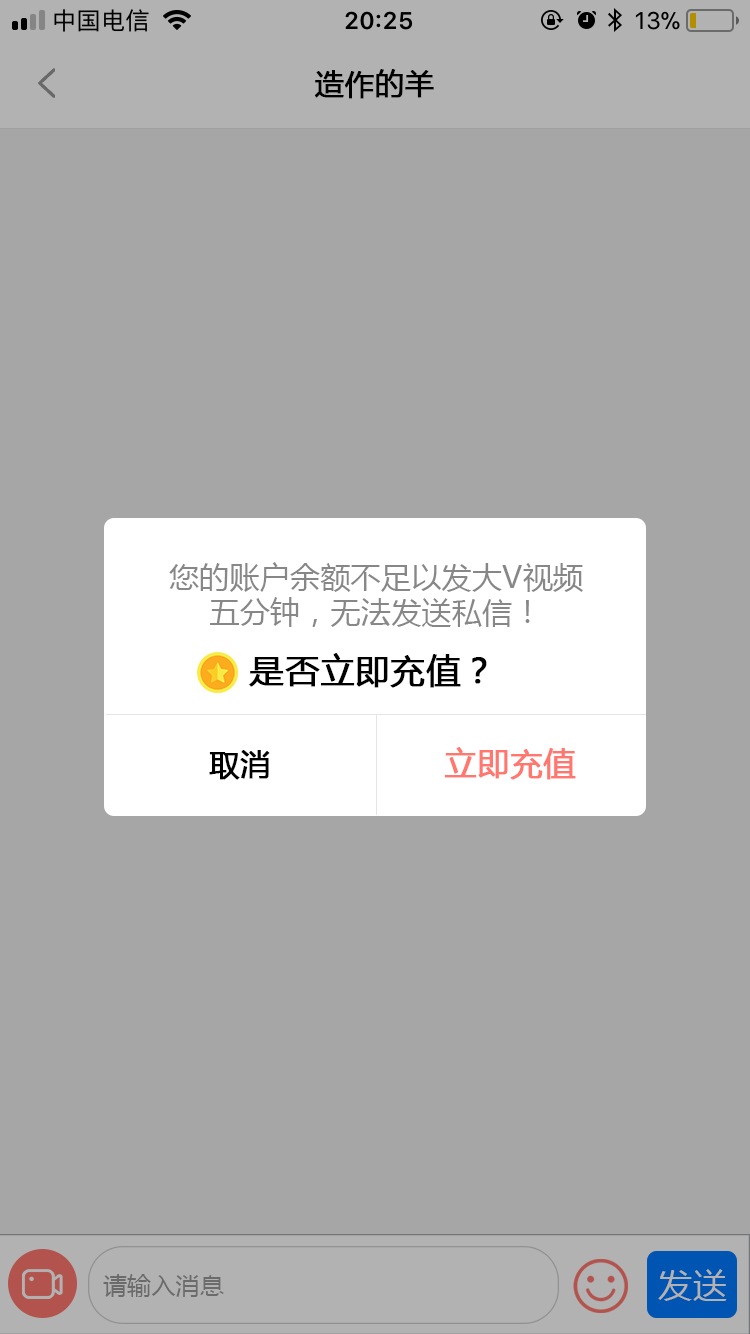 中国电信
20:25
13%
造作的羊
您的账户余额不足以发大V视频
五分钟，无法发送私信！
是否立即充值？
取消
立即充值
请输入消息
发送